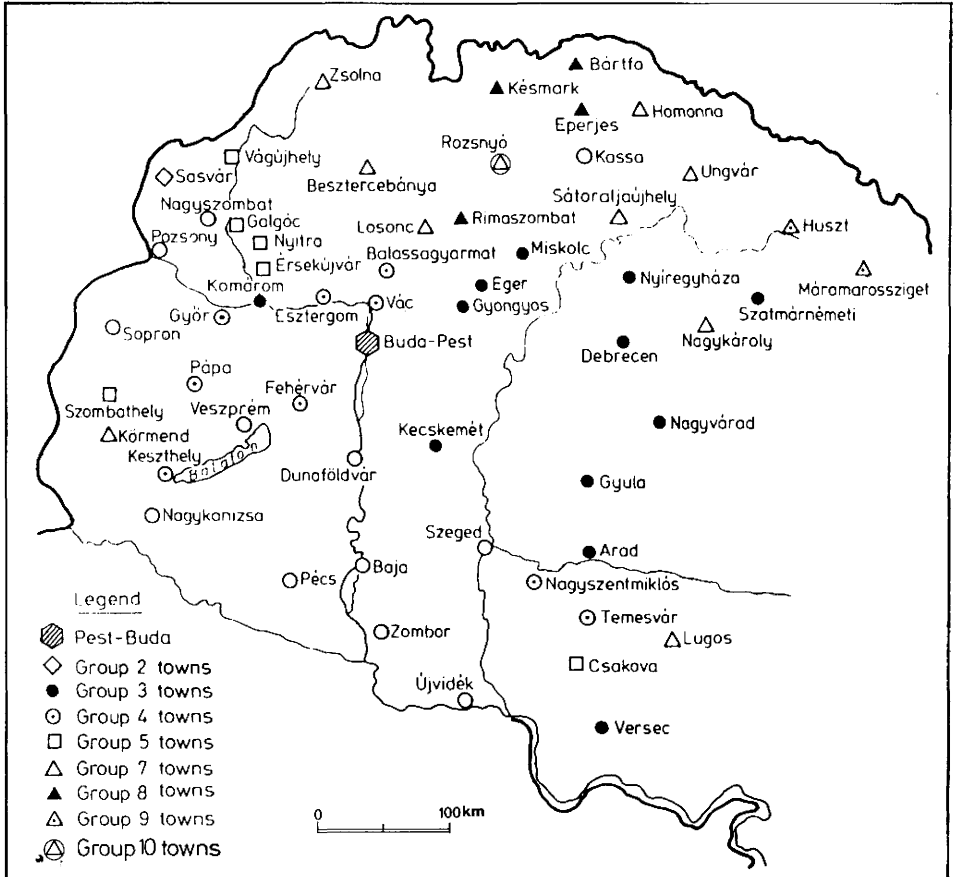 Zsolna
Bártfa
Késmark
Homonna
Eperjes
Rozsnyó
Kassa
Vágújhely
Besztercebánya
Ungvár
Sasvár
Sátoraljaújhely
Nagyszombat
Galgóc
Losonc
Rimaszombat
Huszt
Pozsony
Nyitra
Balassagyarmat
Miskolc
Érsekújvár
Nyíregyháza
Máramarossziget
Komárom
Eger
Gyongyos
Szatmárnémeti
Győr
Esztergom
Vác
Sopron
Buda-Pest
Nagykároly
Debrecen
Pápa
Fehérvár
Szombathely
Veszprém
Nagyvárad
Körmend
Kecskemét
Keszthely
Balaton
Dunaföldvár
Gyula
Nagykanizsa
Szeged
Arad
Pécs
Baja
Nagyszentmiklós
Temesvár
Zombor
Lugos
Csakova
Újvidék
Versec
Legend
Pest-Buda
Group 2 towns
Group 3 towns
Group 4 towns
Group 5 towns
Group 7 towns
Group 8 towns
Group 9 towns
Group 10 towns
0 100km